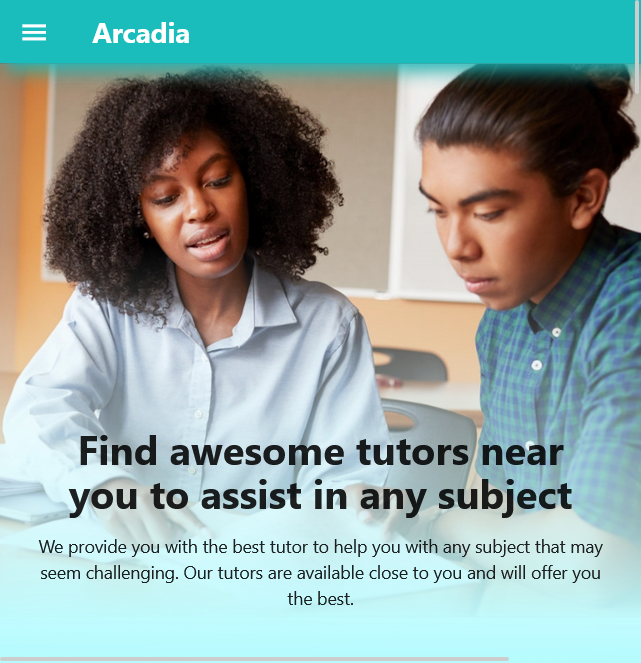 Arcadia
Find awesome tutors near
you to assist in any subject
We provide you with the best tutor to help you with any subject that may
seem challenging. Our tutors are available close to you and will offer you
the best.